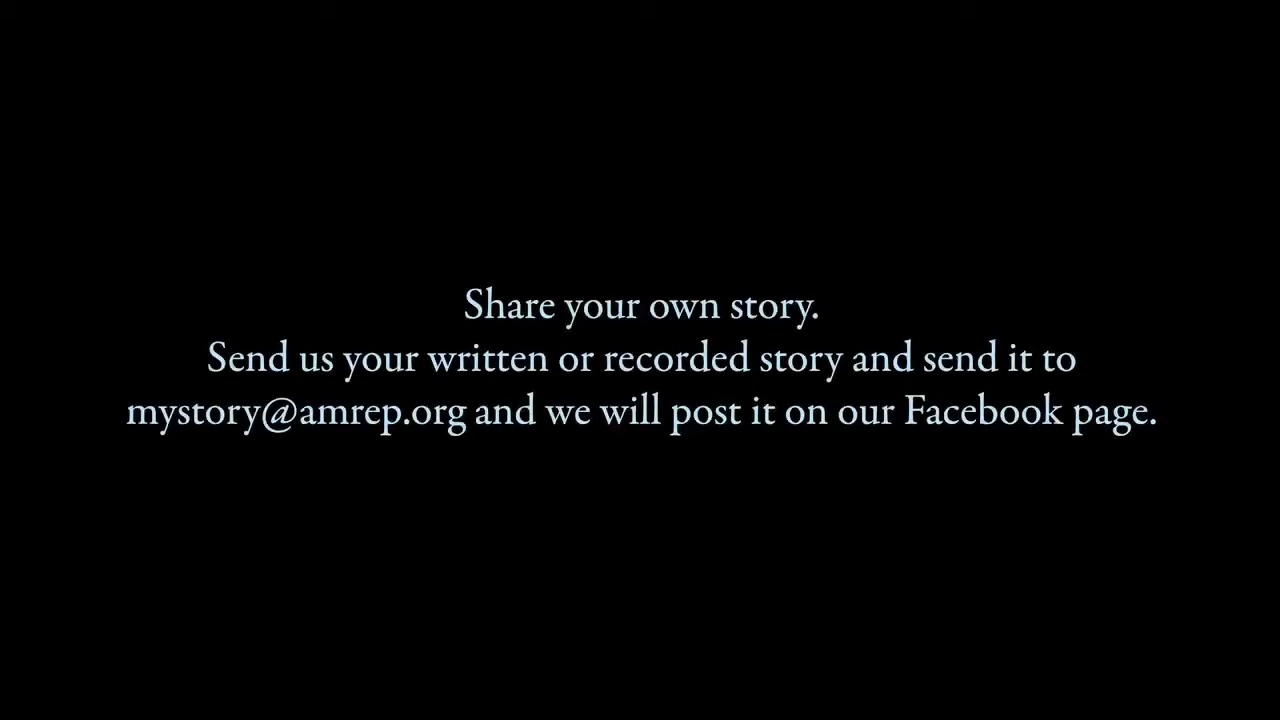 Share your own story.
Send us your written or recorded story and send it to
mystory@amrep.org and we will post it on our Facebook page.